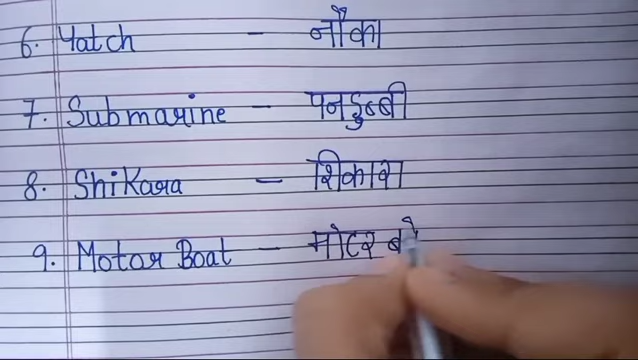 6. Yatch - नौका
7. Submarine - पनडुब्बी
8. Shikara - शिकारा
9. Motor Boat - मोटर बो